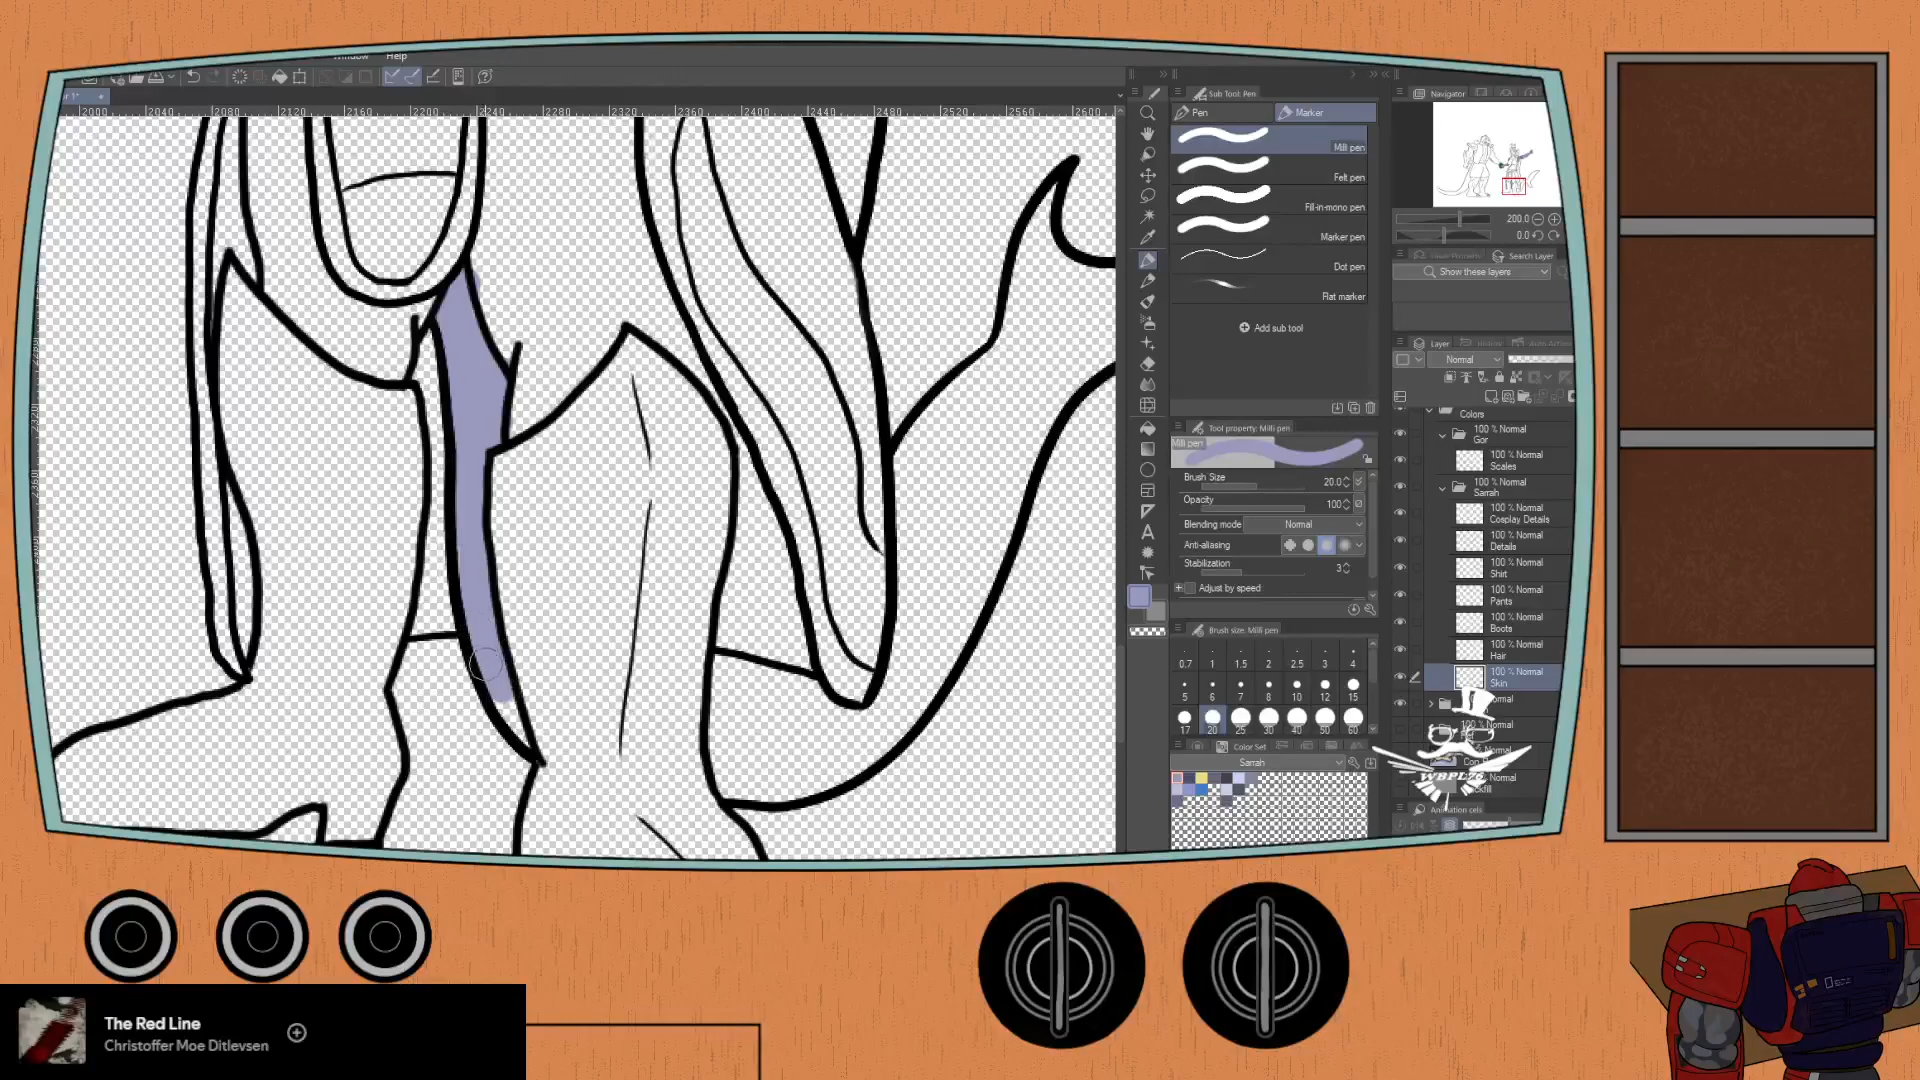 Help
2000 2040 2080 2120 2160 2200 2240 2280 2320 2360 2400 2440 2480 2520 2560 2600
Sub Tool: Pen
Pen
Marker
Milli pen
Felt pen
Fill-in-mono pen
Marker pen
Dot pen
Flat marker
Add sub tool
Tool property: Milli pen
Milli pen
Brush Size 20.0
Opacity 100
Blending mode Normal
Anti-aliasing
Stabilization 3
Adjust by speed
Brush size: Milli pen
0.7 1 1.5 2 2.5 3 4
5 6 7 8 10 12 15
17 20 25 30 40 50 60
Color Set
Sarrah
Navigator
200.0
0.0
Search Layer
Show these layers
Layer
Normal
Colors
100 % Normal
Gor
100 % Normal
Scales
100 % Normal
Sarrah
100 % Normal
Cosplay Details
100 % Normal
Details
100 % Normal
Shirt
100 % Normal
Pants
100 % Normal
Boots
100 % Normal
Hair
100 % Normal
Skin
WBPL76
Animation cels
The Red Line
Christoffer Moe Ditlevsen